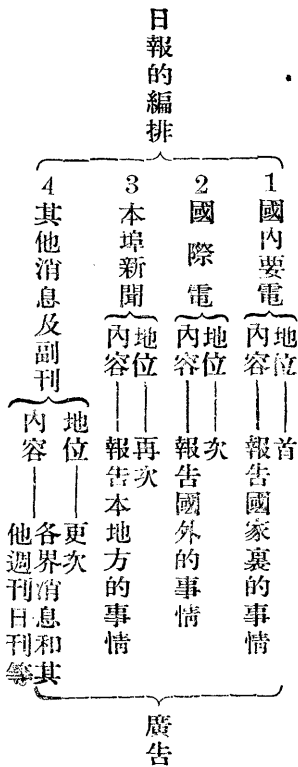 日報的編排
1 國內要電
地位——首
內容——報告國家裏的事情
2 國際電
地位——次
內容——報告國外的事情
3 本埠新聞
地位——再次
內容——報告本地方的事情
4 其他消息及副刊
地位——更次
內容——各界消息和其
他週刊日刊等
廣告